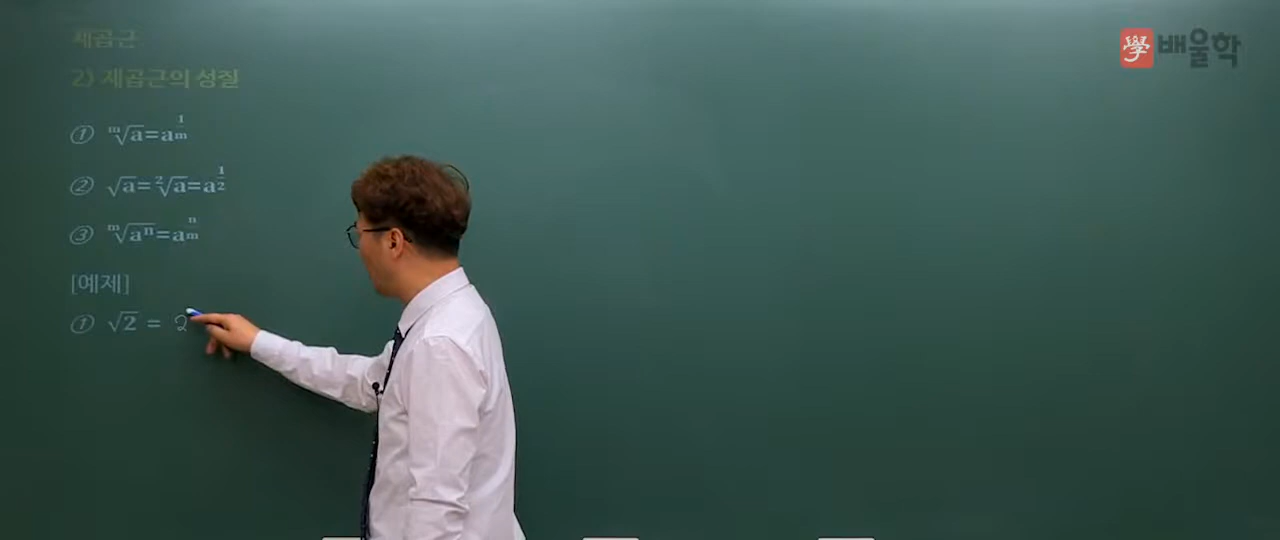 제곱근
學 배울학
2) 제곱근의 성질
① ᵐ√a=a^(1/m)
② √a=²√a=a^(1/2)
③ ᵐ√aⁿ=a^(n/m)
[예제]
① √2 = 2